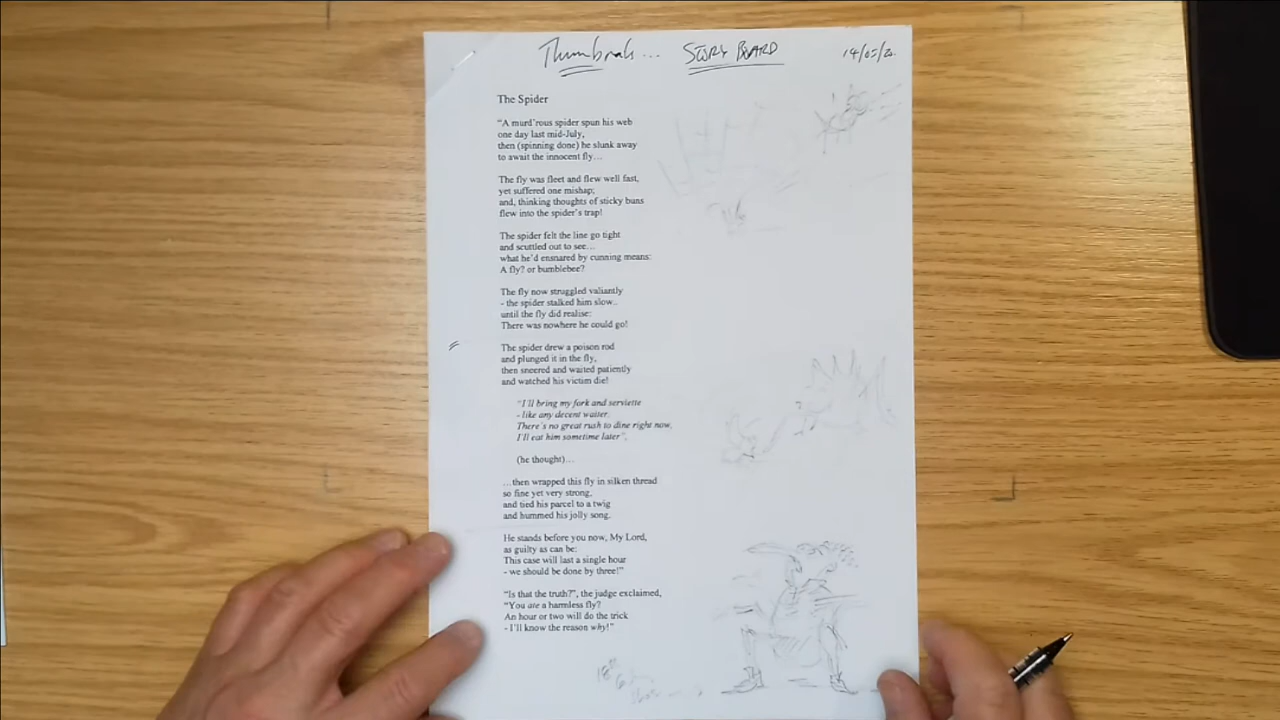 Thumbnails... STORY BOARD 14/05/20.
The Spider
“A murd'rous spider spun his web
one day last mid-July,
then (spinning done) he slunk away
to await the innocent fly...
The fly was fleet and flew well fast,
yet suffered one mishap;
and, thinking thoughts of sticky buns
flew into the spider's trap!
The spider felt the line go tight
and scuttled out to see...
what he'd ensnared by cunning means:
A fly? or bumblebee?
The fly now struggled valiantly
- the spider stalked him slow..
until the fly did realise:
There was nowhere he could go!
The spider drew a poison rod
and plunged it in the fly,
then sneered and waited patiently
and watched his victim die!
“I'll bring my fork and serviette
- like any decent waiter.
There's no great rush to dine right now,
I'll eat him sometime later”,
(he thought)...
...then wrapped this fly in silken thread
so fine yet very strong,
and tied his parcel to a twig
and hummed his jolly song.
He stands before you now, My Lord,
as guilty as can be:
This case will last a single hour
- we should be done by three!”
“Is that the truth?”, the judge exclaimed,
“You ate a harmless fly?
An hour or two will do the trick
- I'll know the reason why!”
18th